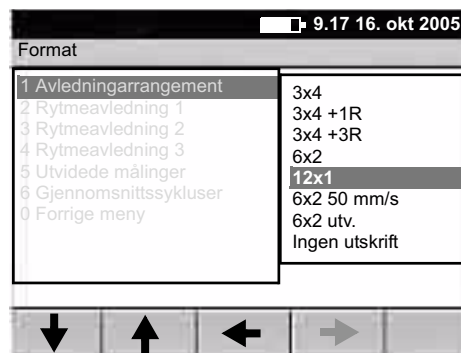 9.17 16. okt 2005
Format
1 Avledningarrangement
2 Rytmeavledning 1
3 Rytmeavledning 2
4 Rytmeavledning 3
5 Utvidede målinger
6 Gjennomsnittssykluser
0 Forrige meny
3x4
3x4 +1R
3x4 +3R
6x2
12x1
6x2 50 mm/s
6x2 utv.
Ingen utskrift